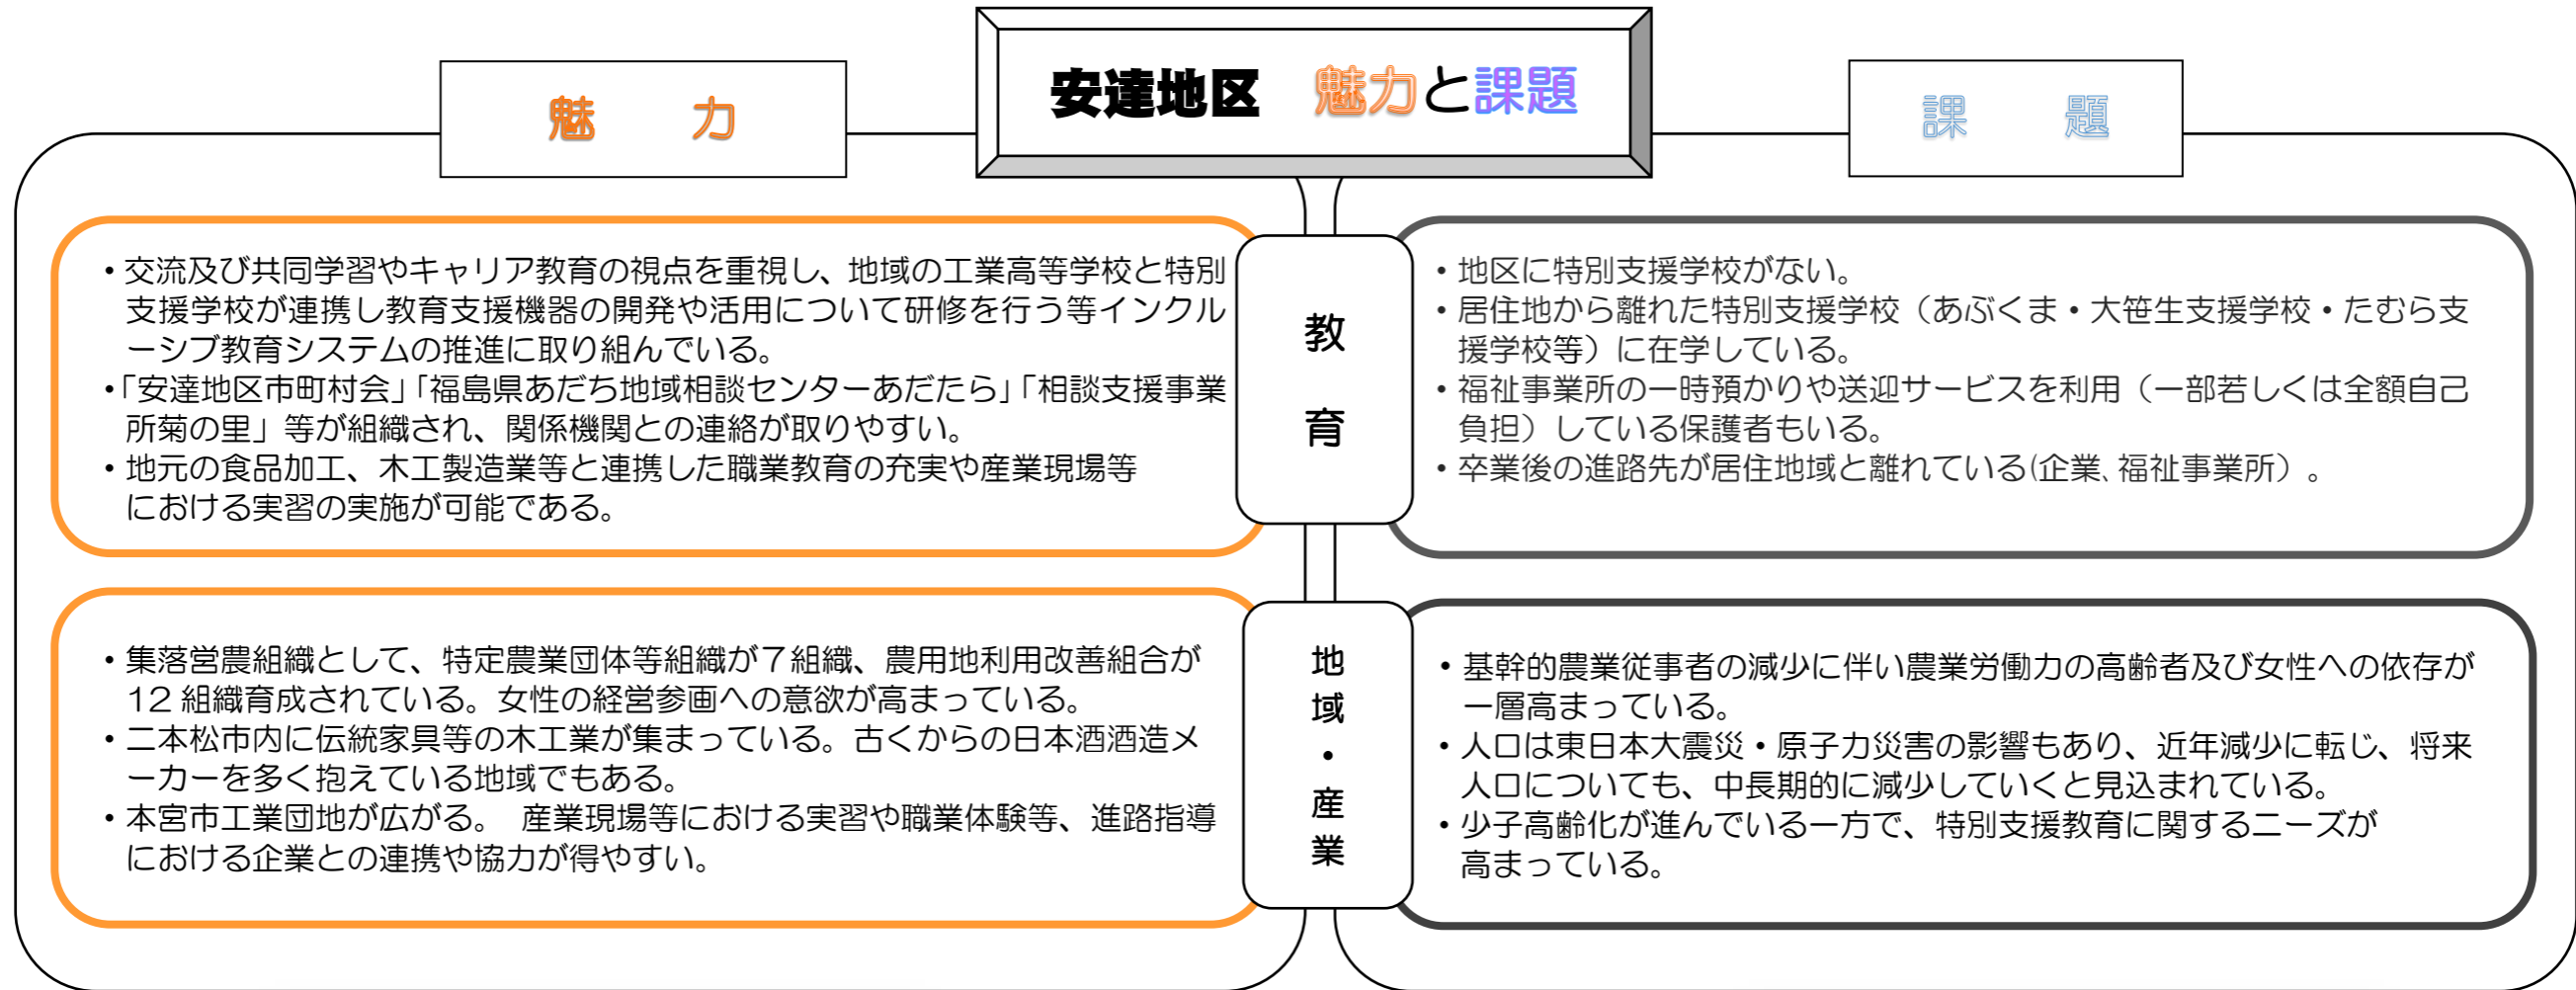 安達地区　魅力と課題
魅　力
課　題
教育
・交流及び共同学習やキャリア教育の視点を重視し、地域の工業高等学校と特別
支援学校が連携し教育支援機器の開発や活用について研修を行う等インクル
ーシブ教育システムの推進に取り組んでいる。
・「安達地区市町村会」「福島県あだち地域相談センターあだたら」「相談支援事業
所菊の里」等が組織され、関係機関との連絡が取りやすい。
・地元の食品加工、木工製造業等と連携した職業教育の充実や産業現場等
における実習の実施が可能である。
・地区に特別支援学校がない。
・居住地から離れた特別支援学校（あぶくま・大笹生支援学校・たむら支
援学校等）に在学している。
・福祉事業所の一時預かりや送迎サービスを利用（一部若しくは全額自己
負担）している保護者もいる。
・卒業後の進路先が居住地域と離れている(企業、福祉事業所）。
地域・産業
・集落営農組織として、特定農業団体等組織が７組織、農用地利用改善組合が
12 組織育成されている。女性の経営参画への意欲が高まっている。
・二本松市内に伝統家具等の木工業が集まっている。古くからの日本酒酒造メ
ーカーを多く抱えている地域でもある。
・本宮市工業団地が広がる。 産業現場等における実習や職業体験等、進路指導
における企業との連携や協力が得やすい。
・基幹的農業従事者の減少に伴い農業労働力の高齢者及び女性への依存が
一層高まっている。
・人口は東日本大震災・原子力災害の影響もあり、近年減少に転じ、将来
人口についても、中長期的に減少していくと見込まれている。
・少子高齢化が進んでいる一方で、特別支援教育に関するニーズが
高まっている。